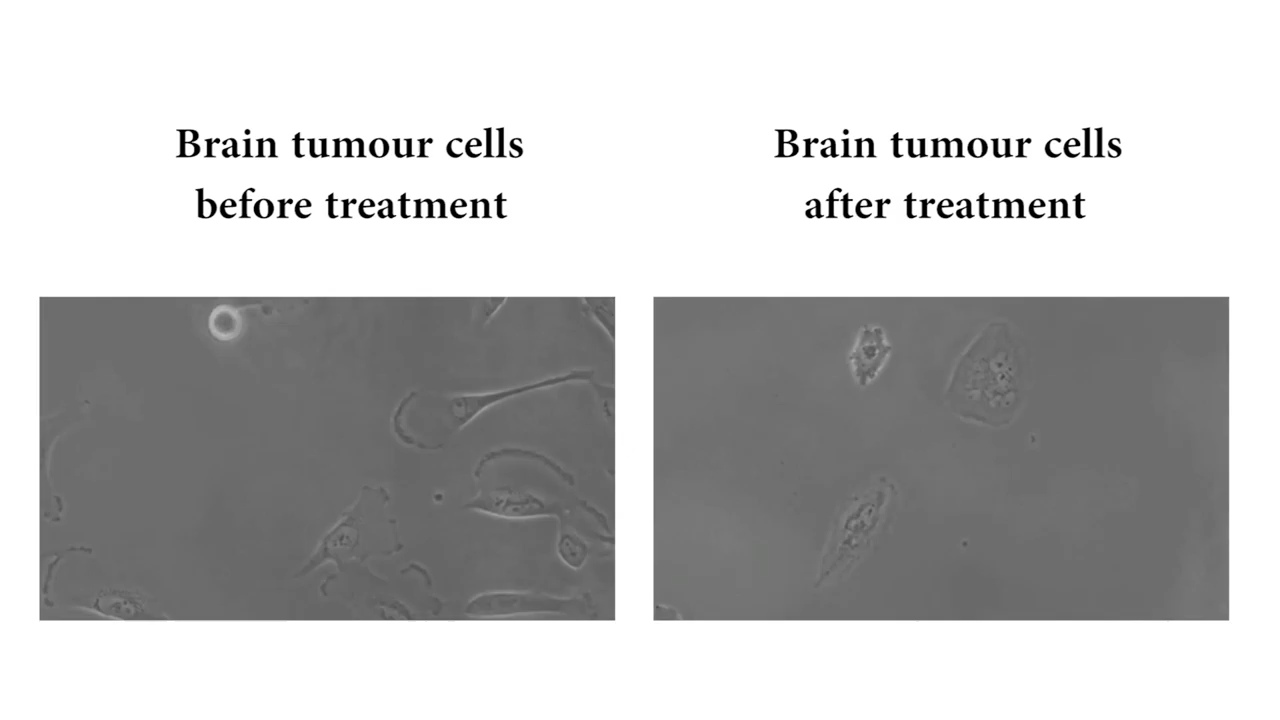 Brain tumour cells
before treatment
Brain tumour cells
after treatment